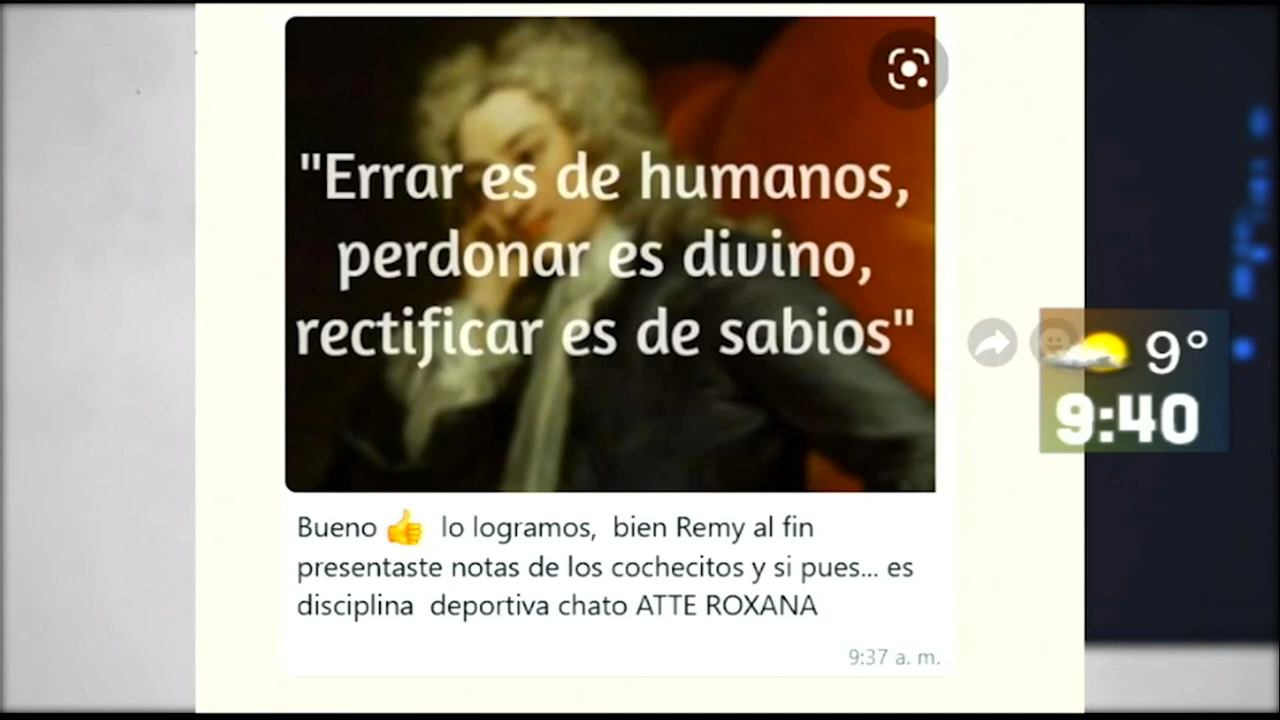 "Errar es de humanos,
perdonar es divino,
rectificar es de sabios"
9°
9:40
Bueno 👍 lo logramos, bien Remy al fin
presentaste notas de los cochecitos y si pues... es
disciplina deportiva chato ATTE ROXANA
9:37 a. m.